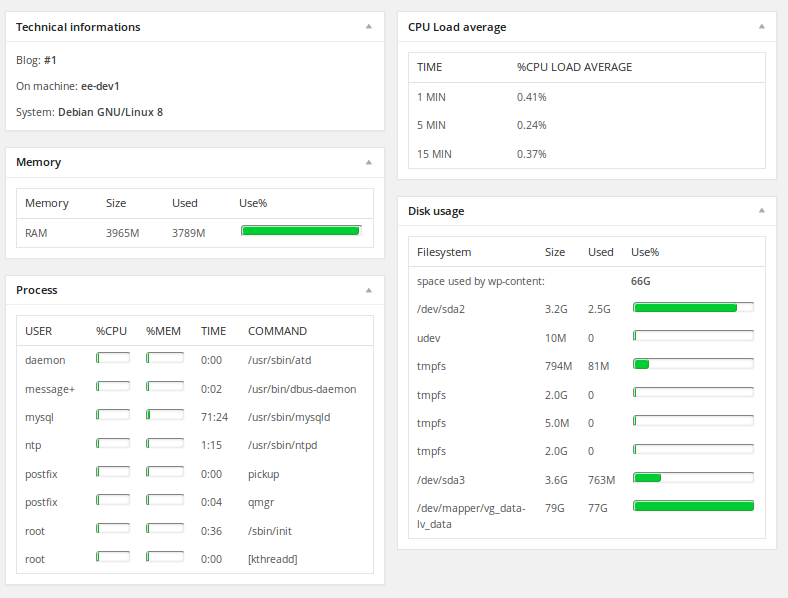 Technical informations
Blog: #1
On machine: ee-dev1
System: Debian GNU/Linux 8
Memory
Memory Size Used Use%
RAM 3965M 3789M
Process
USER %CPU %MEM TIME COMMAND
daemon 0:00 /usr/sbin/atd
message+ 0:02 /usr/bin/dbus-daemon
mysql 71:24 /usr/sbin/mysqld
ntp 1:15 /usr/sbin/ntpd
postfix 0:00 pickup
postfix 0:04 qmgr
root 0:36 /sbin/init
root 0:00 [kthreadd]
CPU Load average
TIME %CPU LOAD AVERAGE
1 MIN 0.41%
5 MIN 0.24%
15 MIN 0.37%
Disk usage
Filesystem Size Used Use%
space used by wp-content: 66G
/dev/sda2 3.2G 2.5G
udev 10M 0
tmpfs 794M 81M
tmpfs 2.0G 0
tmpfs 5.0M 0
tmpfs 2.0G 0
/dev/sda3 3.6G 763M
/dev/mapper/vg_data- 79G 77G
lv_data